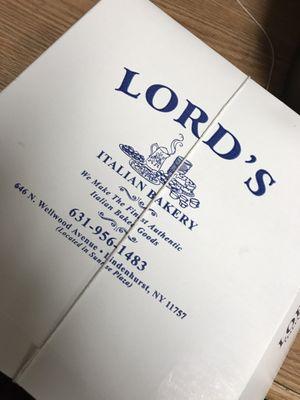 LORD'S
ITALIAN BAKERY
We Make The Finest Authentic
Italian Baked Goods
631-956-1483
646 N. Wellwood Avenue • Lindenhurst, NY 11757
(Located in Sunrise Plaza)